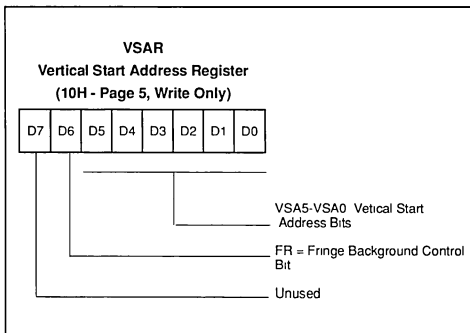 VSAR
Vertical Start Address Register
(10H - Page 5, Write Only)
D7 D6 D5 D4 D3 D2 D1 D0
VSA5-VSA0 Vetical Start
Address Bits
FR = Fringe Background Control
Bit
Unused